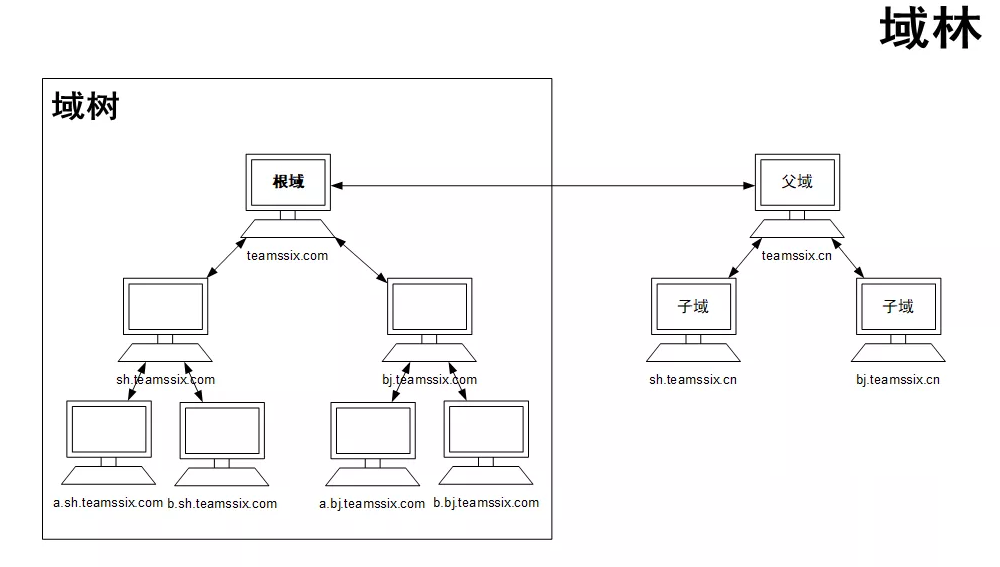 域林
域树
根域
父域
teamssix.com
teamssix.cn
子域
子域
sh.teamssix.com
bj.teamssix.com
sh.teamssix.cn
bj.teamssix.cn
a.sh.teamssix.com
b.sh.teamssix.com
a.bj.teamssix.com
b.bj.teamssix.com